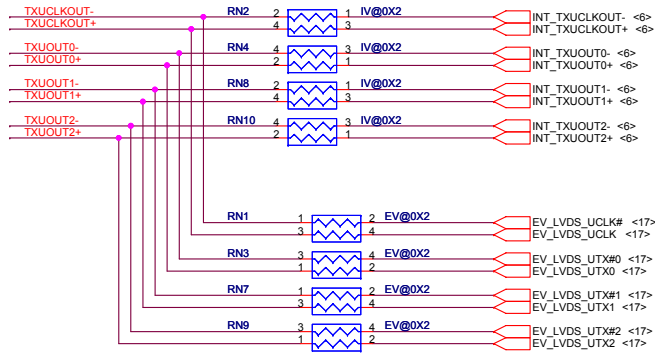 TXUCLKOUT- RN2 2 1 IV@0X2 INT_TXUCLKOUT- <6>
TXUCLKOUT+ 4 3 INT_TXUCLKOUT+ <6>
TXUOUT0- RN4 4 3 IV@0X2 INT_TXUOUT0- <6>
TXUOUT0+ 2 1 INT_TXUOUT0+ <6>
TXUOUT1- RN8 2 1 IV@0X2 INT_TXUOUT1- <6>
TXUOUT1+ 4 3 INT_TXUOUT1+ <6>
TXUOUT2- RN10 4 3 IV@0X2 INT_TXUOUT2- <6>
TXUOUT2+ 2 1 INT_TXUOUT2+ <6>
RN1 1 2 EV@0X2 EV_LVDS_UCLK# <17>
3 4 EV_LVDS_UCLK <17>
RN3 3 4 EV@0X2 EV_LVDS_UTX#0 <17>
1 2 EV_LVDS_UTX0 <17>
RN7 1 2 EV@0X2 EV_LVDS_UTX#1 <17>
3 4 EV_LVDS_UTX1 <17>
RN9 3 4 EV@0X2 EV_LVDS_UTX#2 <17>
1 2 EV_LVDS_UTX2 <17>